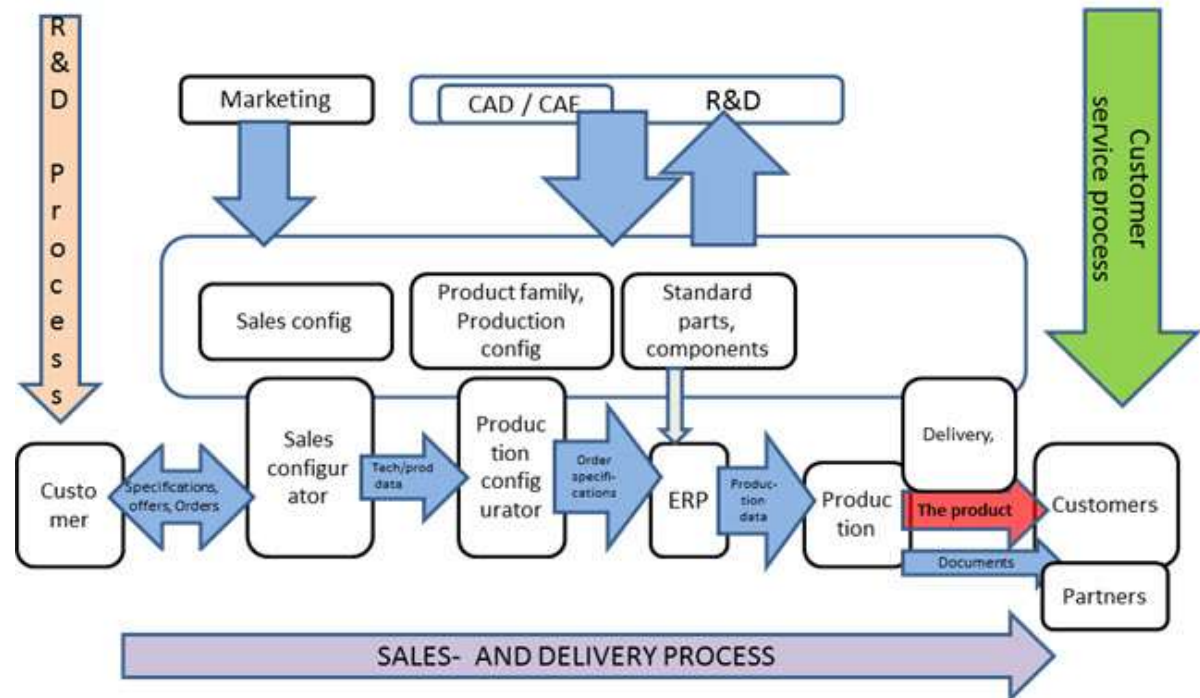 R
&
D
P
r
o
c
e
s
s
Marketing
CAD / CAE
R&D
Customer
service process
Sales config
Product family,
Production
config
Standard
parts,
components
Custo
mer
Specifications,
offers, Orders
Sales
configur
ator
Tech/prod
data
Produc
tion
config
urator
Order
specifi-
cations
ERP
Produc-
tion
data
Produc
tion
Delivery,
The product
Documents
Customers
Partners
SALES- AND DELIVERY PROCESS